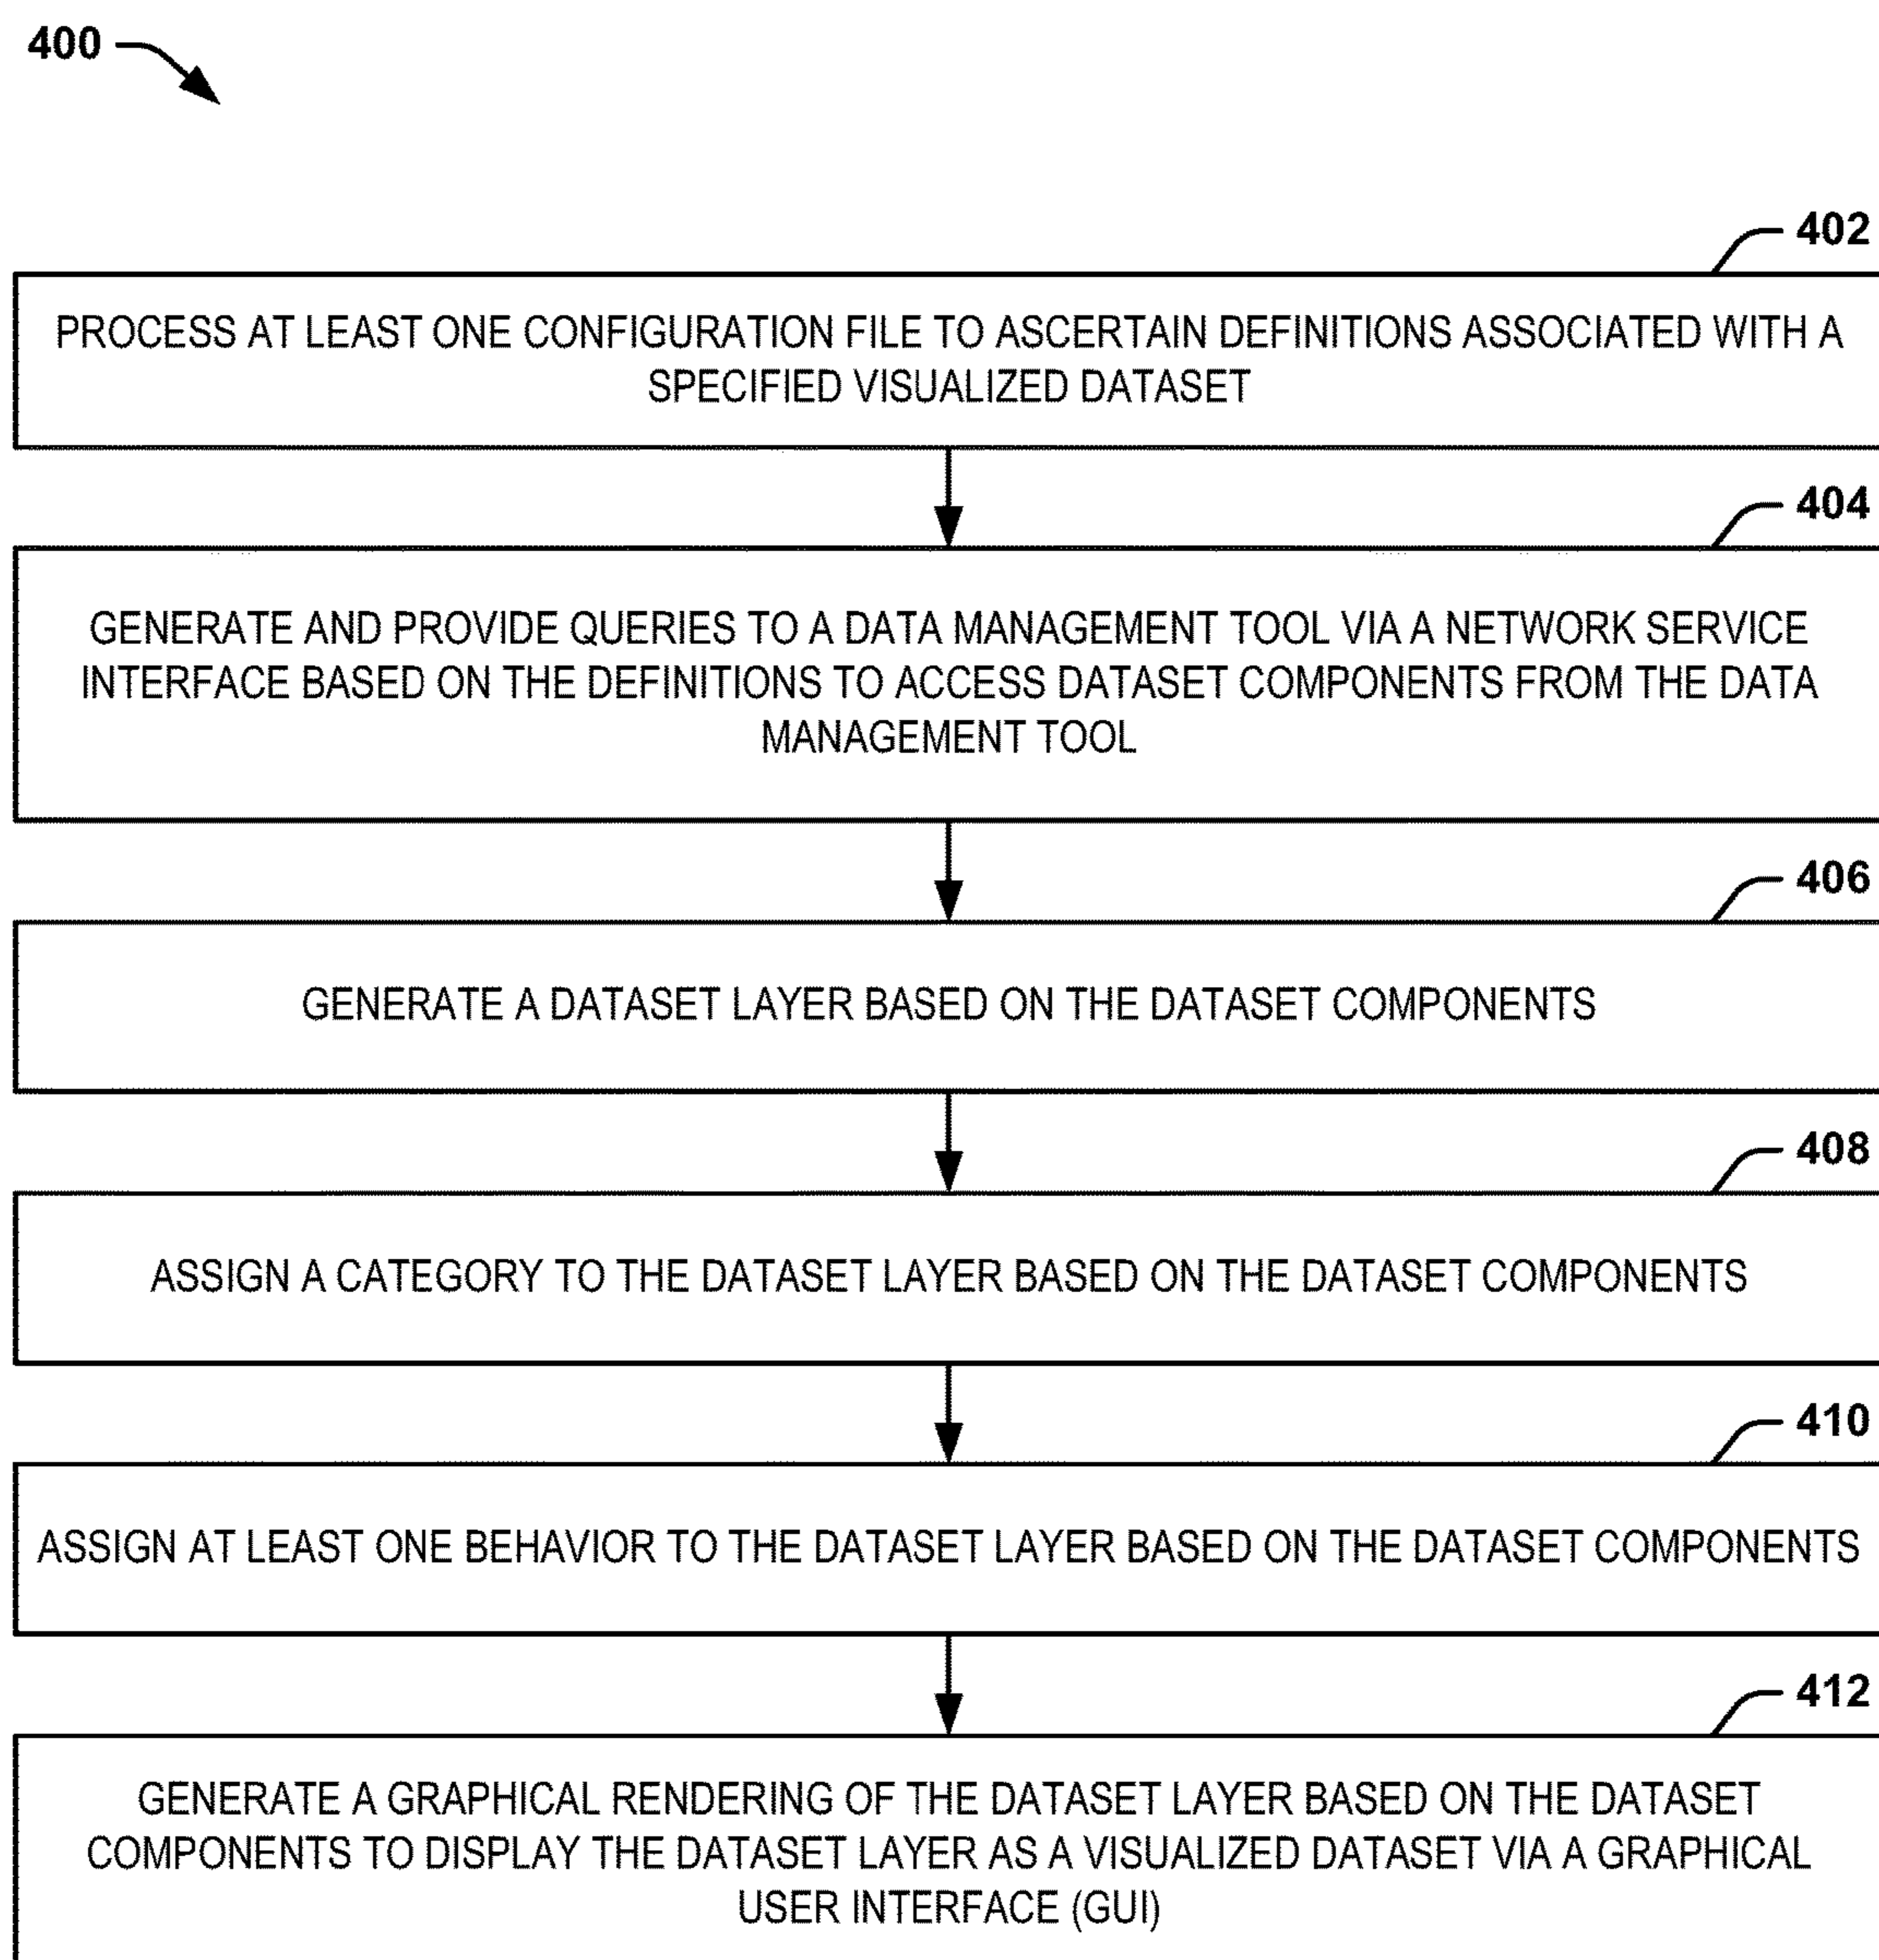 400
402
PROCESS AT LEAST ONE CONFIGURATION FILE TO ASCERTAIN DEFINITIONS ASSOCIATED WITH A
SPECIFIED VISUALIZED DATASET
404
GENERATE AND PROVIDE QUERIES TO A DATA MANAGEMENT TOOL VIA A NETWORK SERVICE
INTERFACE BASED ON THE DEFINITIONS TO ACCESS DATASET COMPONENTS FROM THE DATA
MANAGEMENT TOOL
406
GENERATE A DATASET LAYER BASED ON THE DATASET COMPONENTS
408
ASSIGN A CATEGORY TO THE DATASET LAYER BASED ON THE DATASET COMPONENTS
410
ASSIGN AT LEAST ONE BEHAVIOR TO THE DATASET LAYER BASED ON THE DATASET COMPONENTS
412
GENERATE A GRAPHICAL RENDERING OF THE DATASET LAYER BASED ON THE DATASET
COMPONENTS TO DISPLAY THE DATASET LAYER AS A VISUALIZED DATASET VIA A GRAPHICAL
USER INTERFACE (GUI)